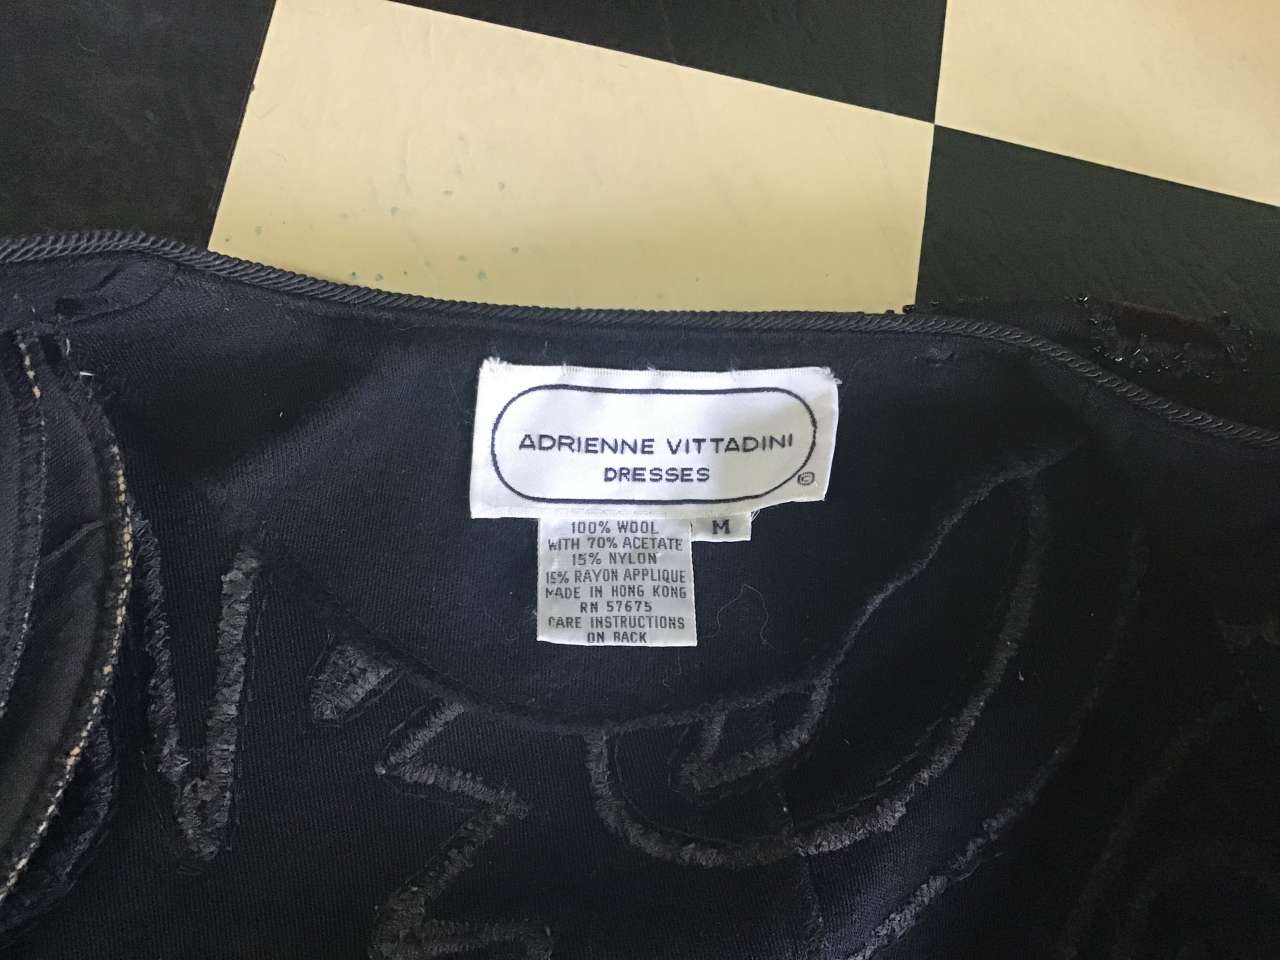 ADRIENNE VITTADINI
DRESSES
©
M
100% WOOL
WITH 70% ACETATE
15% NYLON
15% RAYON APPLIQUE
MADE IN HONG KONG
RN 57675
CARE INSTRUCTIONS
ON BACK